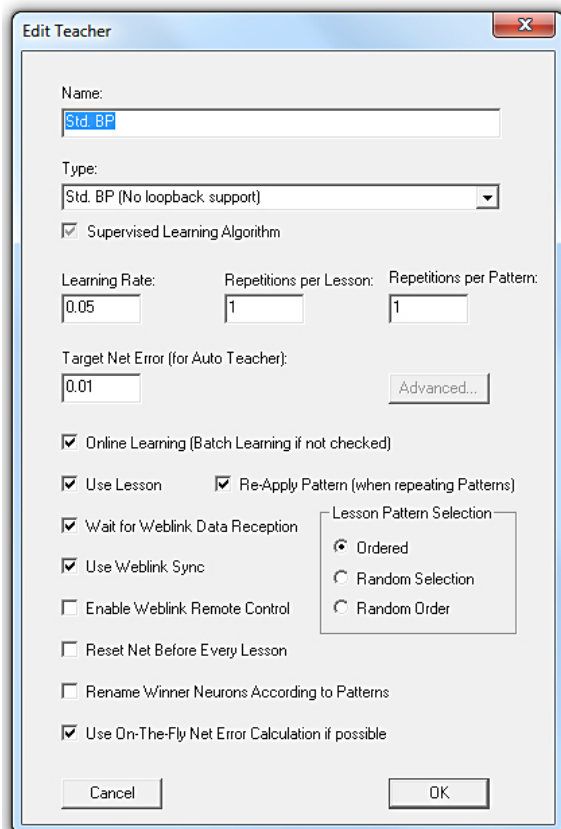 Edit Teacher
Name:
Std. BP
Type:
Std. BP (No loopback support)
Supervised Learning Algorithm
Learning Rate: Repetitions per Lesson: Repetitions per Pattern:
0.05 1 1
Target Net Error (for Auto Teacher):
0.01 Advanced...
Online Learning (Batch Learning if not checked)
Use Lesson Re-Apply Pattern (when repeating Patterns)
Wait for Weblink Data Reception
Lesson Pattern Selection
Ordered
Use Weblink Sync
Random Selection
Enable Weblink Remote Control
Random Order
Reset Net Before Every Lesson
Rename Winner Neurons According to Patterns
Use On-The-Fly Net Error Calculation if possible
Cancel OK